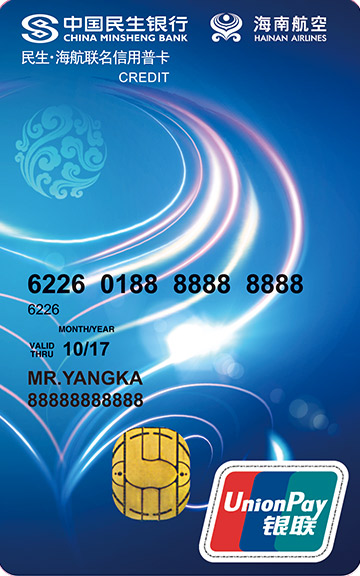 中国民生银行
CHINA MINSHENG BANK
海南航空
HAINAN AIRLINES
民生·海航联名信用普卡
CREDIT
6226 0188 8888 8888
6226
MONTH/YEAR
VALID THRU 10/17
MR.YANGKA
88888888888
UnionPay
银联